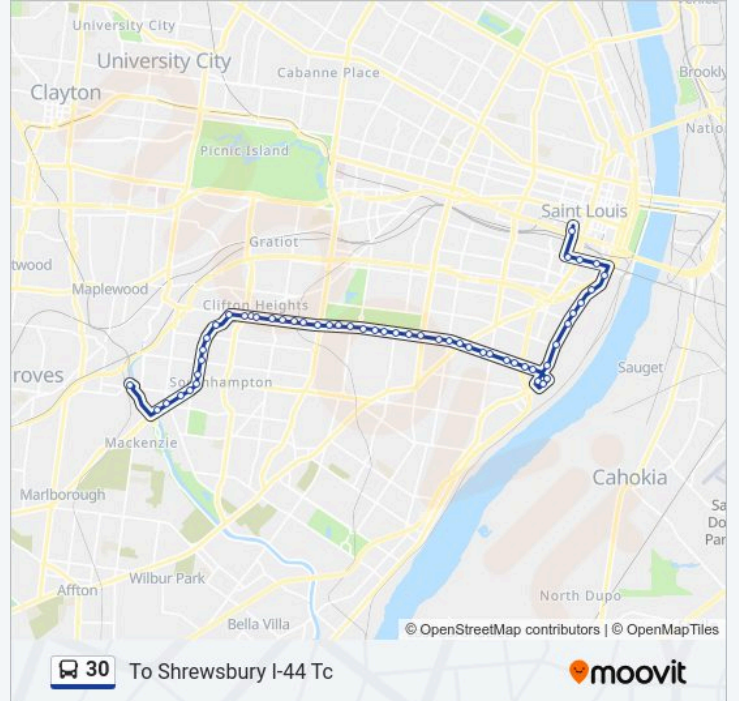 University City
University City
Cabanne Place
Clayton
Brookly
Picnic Island
Natio
Saint Louis
Gratiot
twood
Maplewood
Clifton Heights
Sauget
roves
Southampton
Mackenzie
Cahokia
Marlborough
Sa
Do
Par
Wilbur Park
Affton
North Dupo
Bella Villa
© OpenStreetMap contributors | © OpenMapTiles
30 To Shrewsbury I-44 Tc
moovit